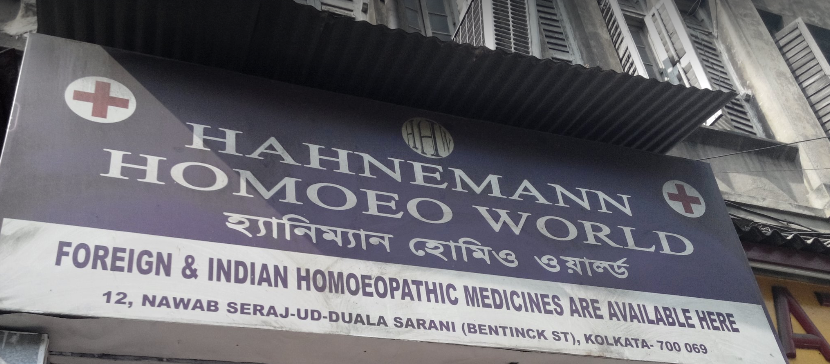 HHW
HAHNEMANN
HOMOEO WORLD
হ্যানিম্যান হোমিও ওয়ার্ল্ড
FOREIGN & INDIAN HOMOEOPATHIC MEDICINES ARE AVAILABLE HERE
12, NAWAB SERAJ-UD-DUALA SARANI (BENTINCK ST), KOLKATA- 700 069
A